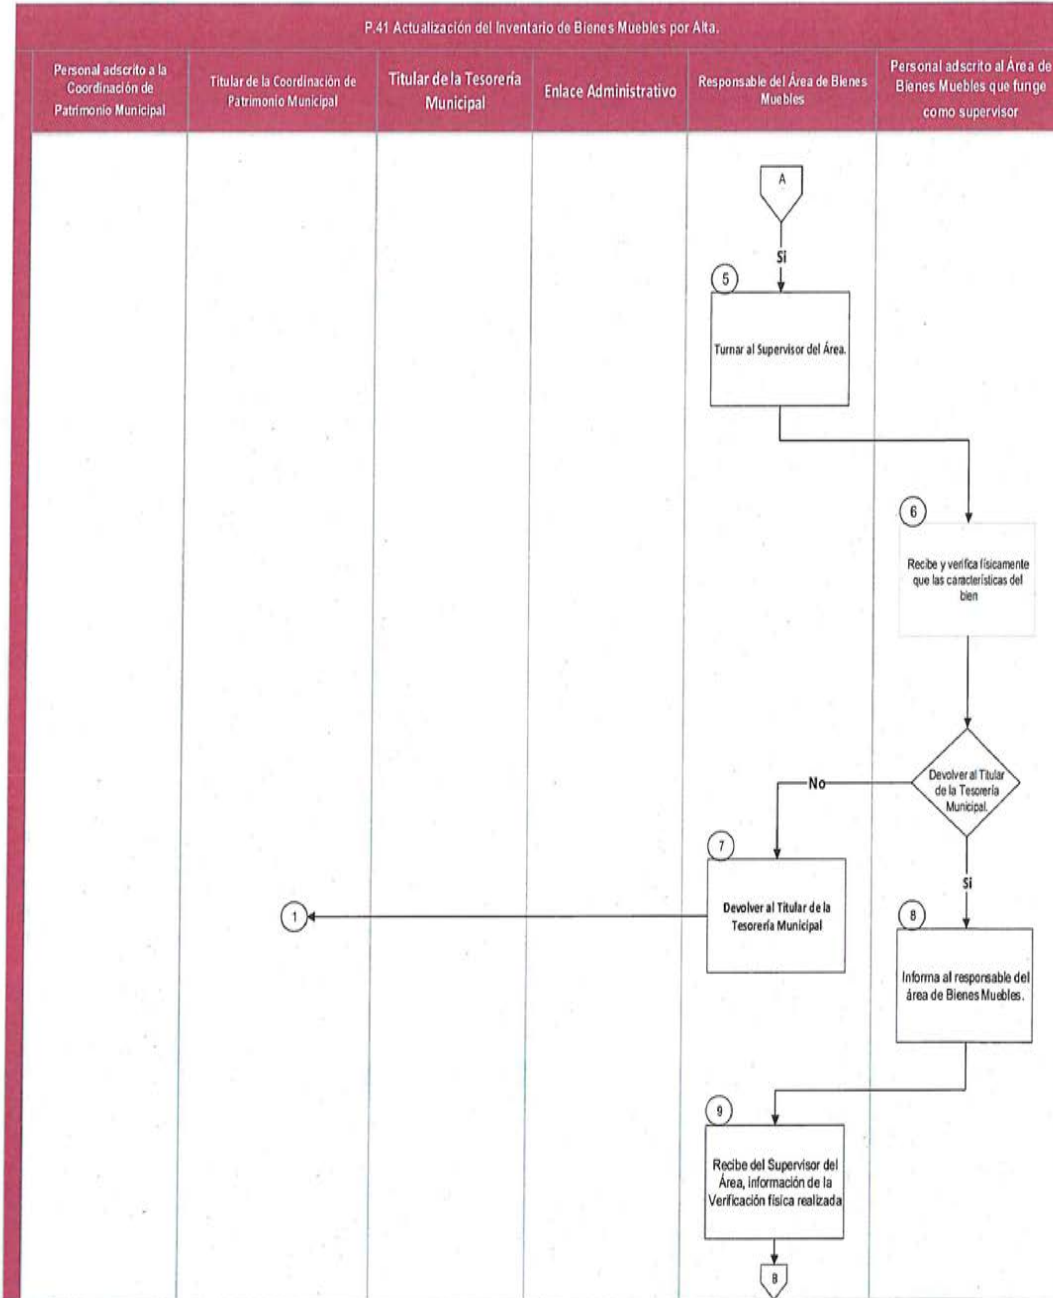 P.41 Actualización del Inventario de Bienes Muebles por Alta.
Personal adscrito a la
Coordinación de
Patrimonio Municipal
Titular de la Coordinación de
Patrimonio Municipal
Titular de la Tesorería
Municipal
Enlace Administrativo
Responsable del Área de Bienes
Muebles
Personal adscrito al Área de
Bienes Muebles que funge
como supervisor
A
Si
5
Turnar al Supervisor del Área.
6
Recibe y verifica físicamente
que las características del
bien
Devolver al Titular
de la Tesorería
Municipal.
No
7
Devolver al Titular de la
Tesorería Municipal
1
Si
8
Informa al responsable del
área de Bienes Muebles.
9
Recibe del Supervisor del
Área, información de la
Verificación física realizada
B